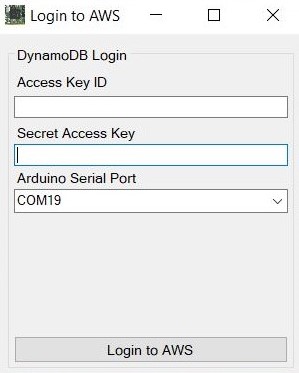 Login to AWS
DynamoDB Login
Access Key ID
Secret Access Key
Arduino Serial Port
COM19
Login to AWS